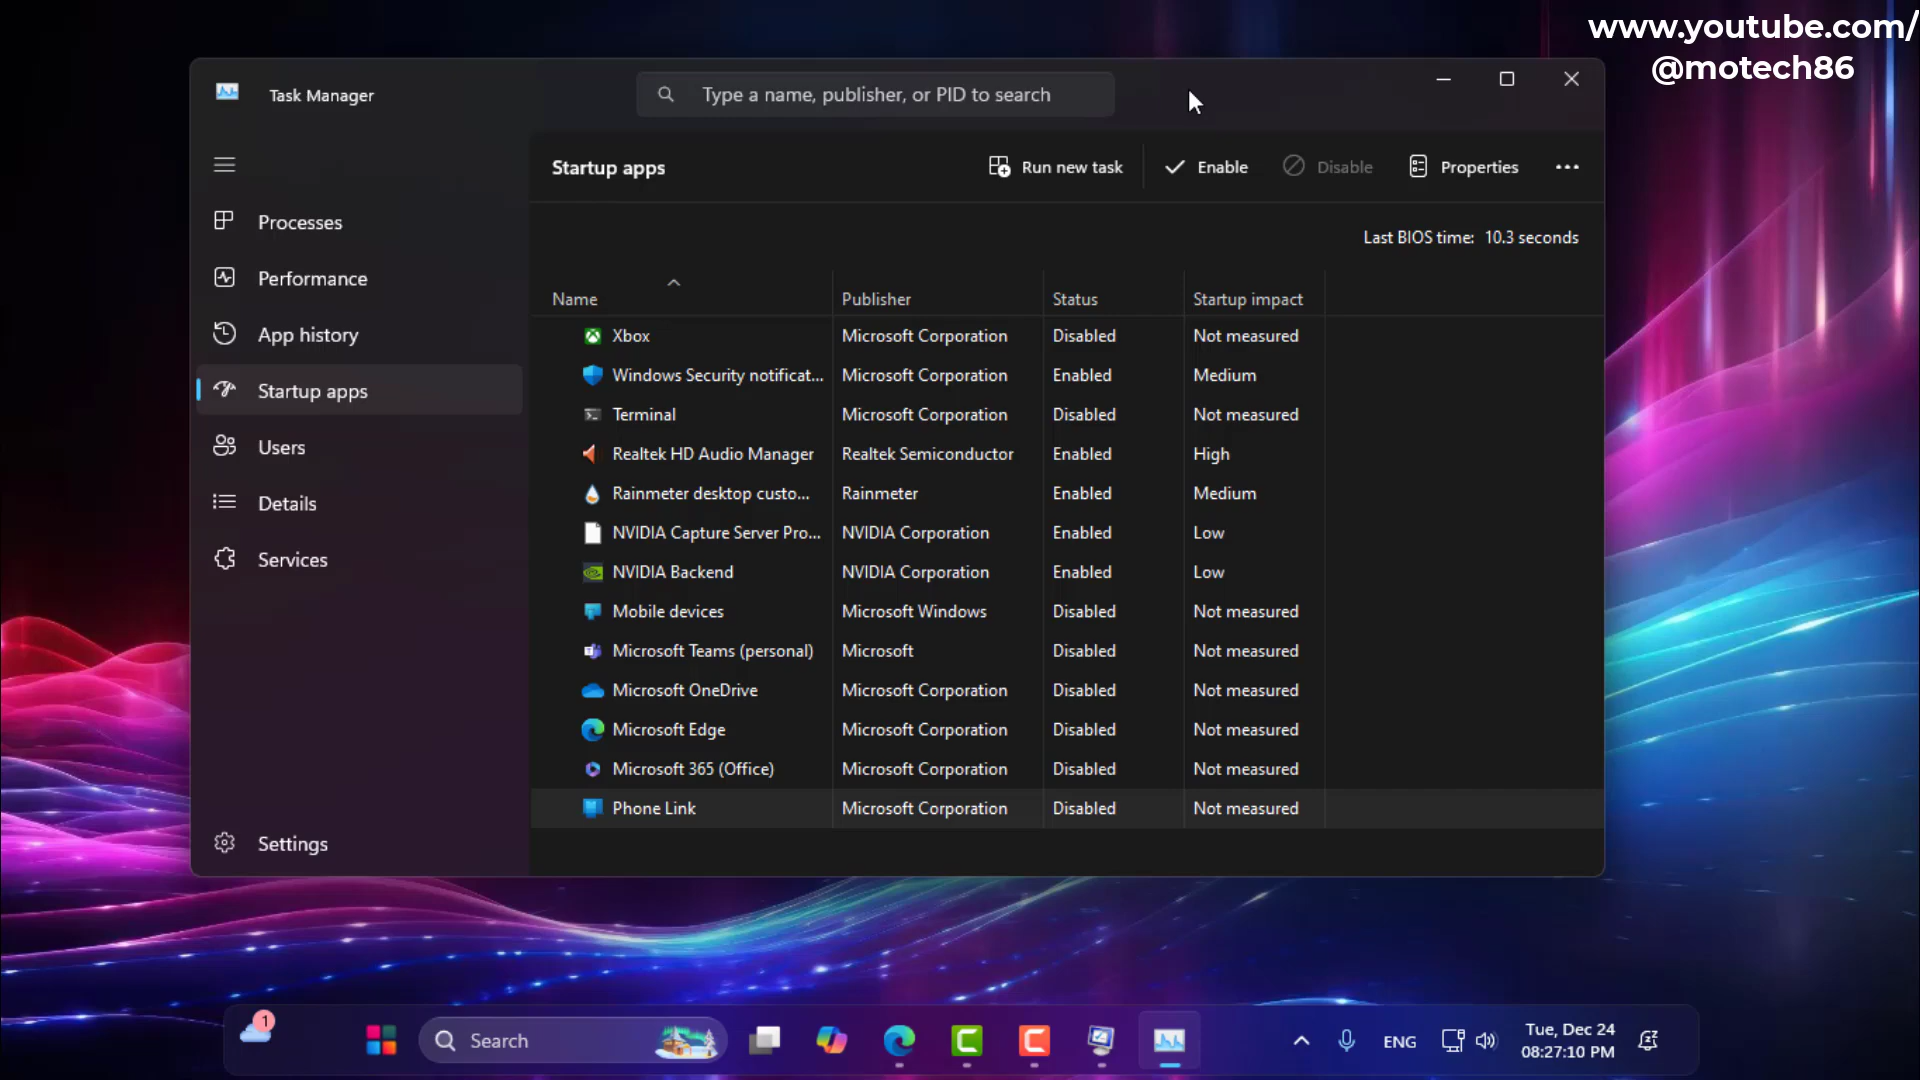 www.youtube.com/
@motech86
Task Manager
Type a name, publisher, or PID to search
Startup apps
Run new task
Enable
Disable
Properties
Last BIOS time: 10.3 seconds
Processes
Performance
App history
Startup apps
Users
Details
Services
Settings
Name Publisher Status Startup impact
Xbox Microsoft Corporation Disabled Not measured
Windows Security notificat... Microsoft Corporation Enabled Medium
Terminal Microsoft Corporation Disabled Not measured
Realtek HD Audio Manager Realtek Semiconductor Enabled High
Rainmeter desktop custo... Rainmeter Enabled Medium
NVIDIA Capture Server Pro... NVIDIA Corporation Enabled Low
NVIDIA Backend NVIDIA Corporation Enabled Low
Mobile devices Microsoft Windows Disabled Not measured
Microsoft Teams (personal) Microsoft Disabled Not measured
Microsoft OneDrive Microsoft Corporation Disabled Not measured
Microsoft Edge Microsoft Corporation Disabled Not measured
Microsoft 365 (Office) Microsoft Corporation Disabled Not measured
Phone Link Microsoft Corporation Disabled Not measured
1
Search
ENG
Tue, Dec 24
08:27:10 PM